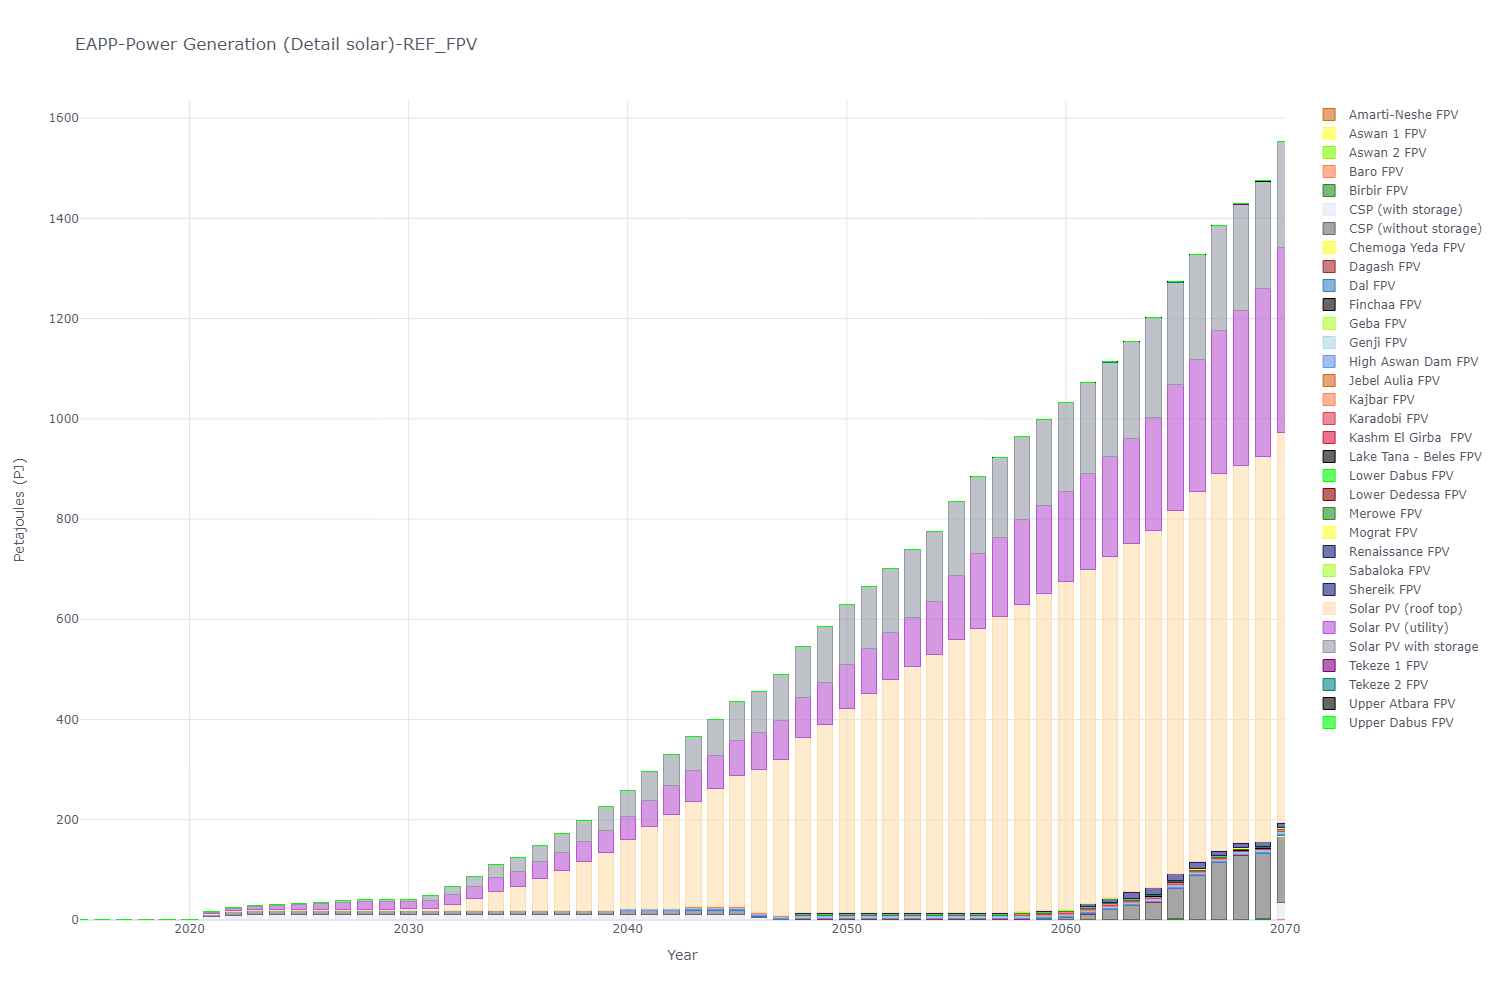 EAPP-Power Generation (Detail solar)-REF_FPV
1600
1400
1200
1000
800
600
400
200
0
Petajoules (PJ)
2020
2030
2040
2050
2060
2070
Year
Amarti-Neshe FPV
Aswan 1 FPV
Aswan 2 FPV
Baro FPV
Birbir FPV
CSP (with storage)
CSP (without storage)
Chemoga Yeda FPV
Dagash FPV
Dal FPV
Finchaa FPV
Geba FPV
Genji FPV
High Aswan Dam FPV
Jebel Aulia FPV
Kajbar FPV
Karadobi FPV
Kashm El Girba  FPV
Lake Tana - Beles FPV
Lower Dabus FPV
Lower Dedessa FPV
Merowe FPV
Mograt FPV
Renaissance FPV
Sabaloka FPV
Shereik FPV
Solar PV (roof top)
Solar PV (utility)
Solar PV with storage
Tekeze 1 FPV
Tekeze 2 FPV
Upper Atbara FPV
Upper Dabus FPV